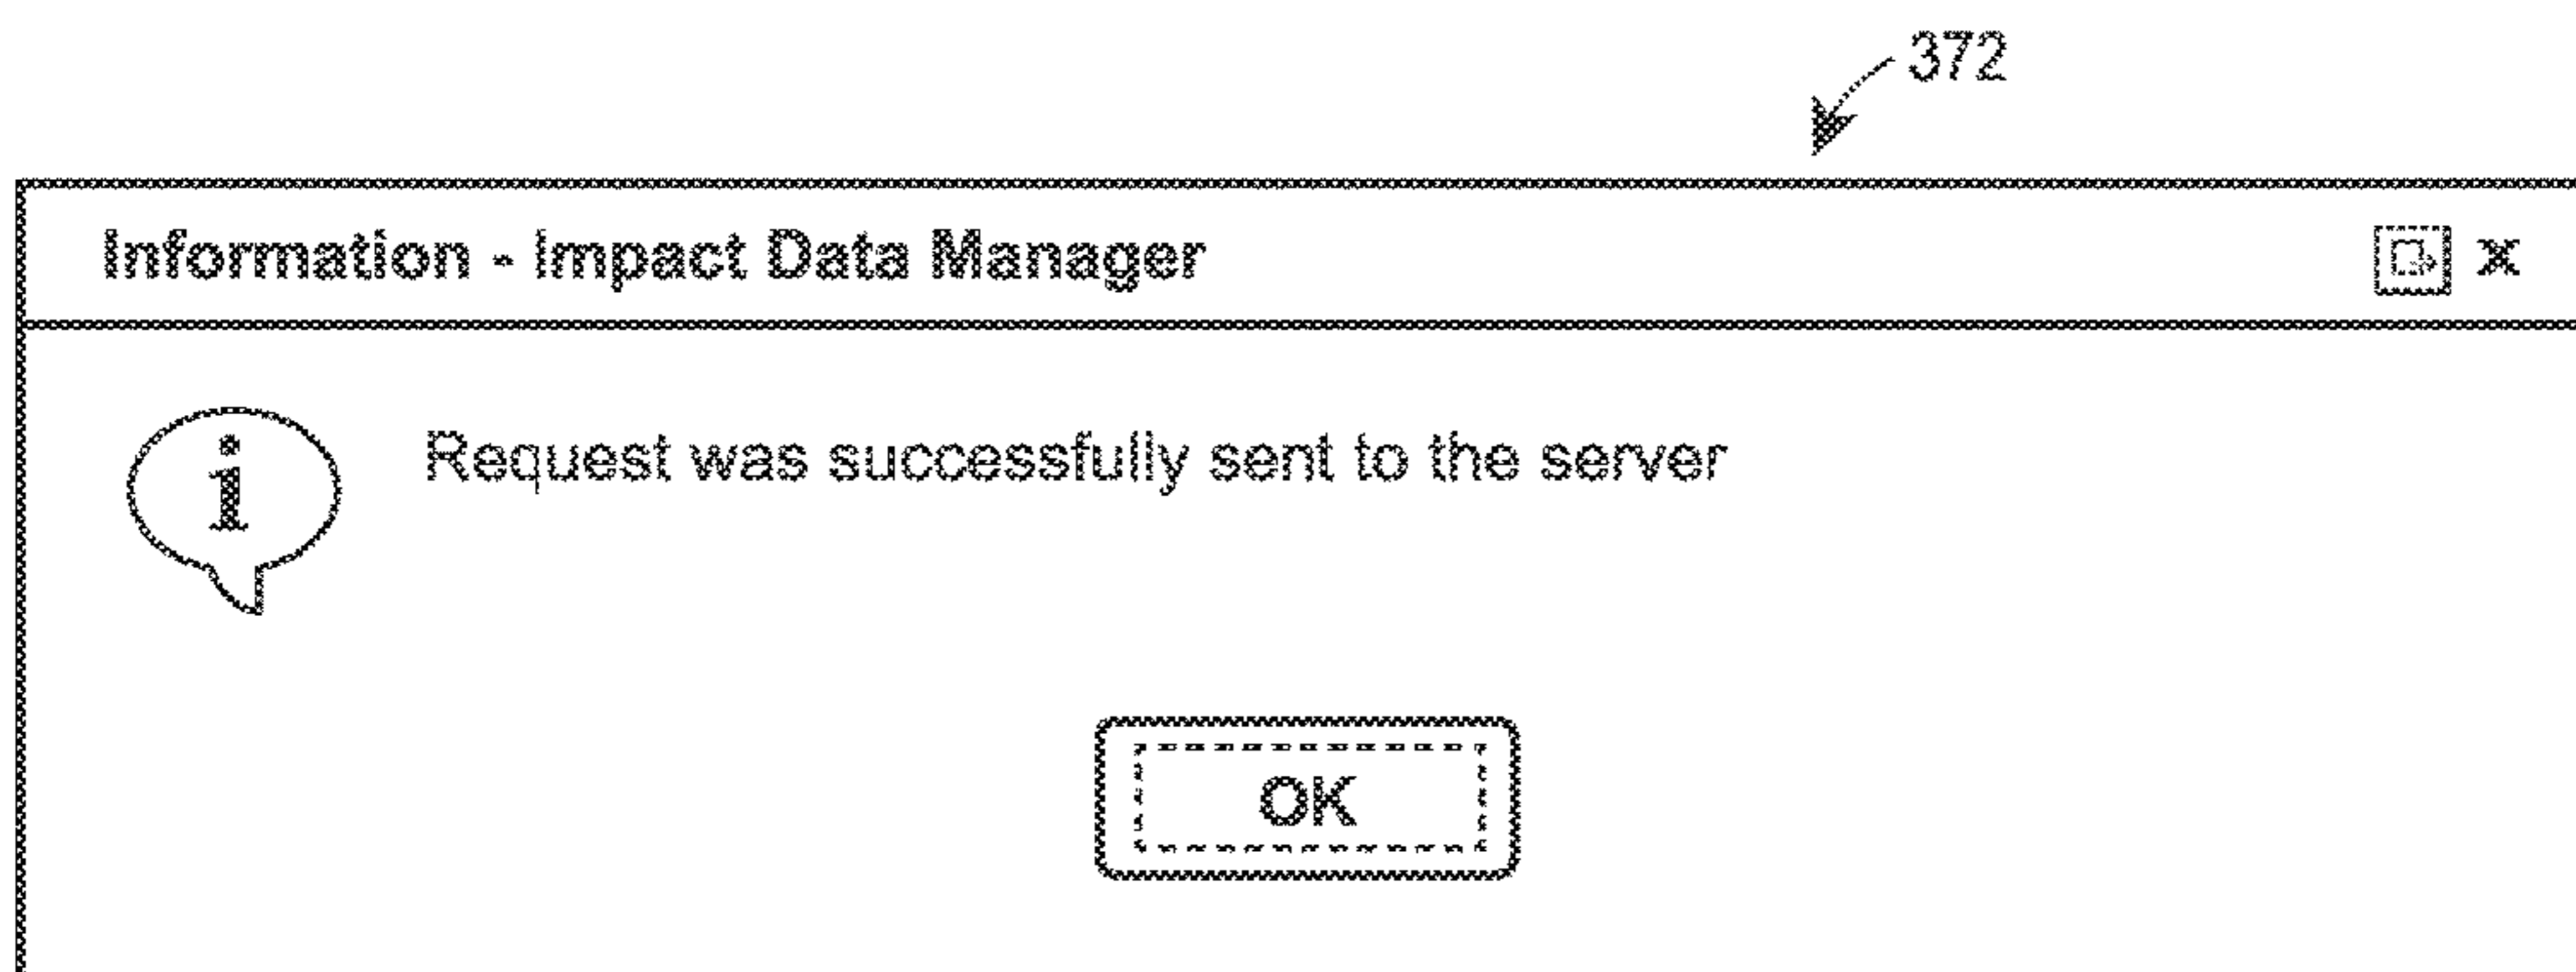 372
Information - Impact Data Manager
x
i
Request was successfully sent to the server
OK